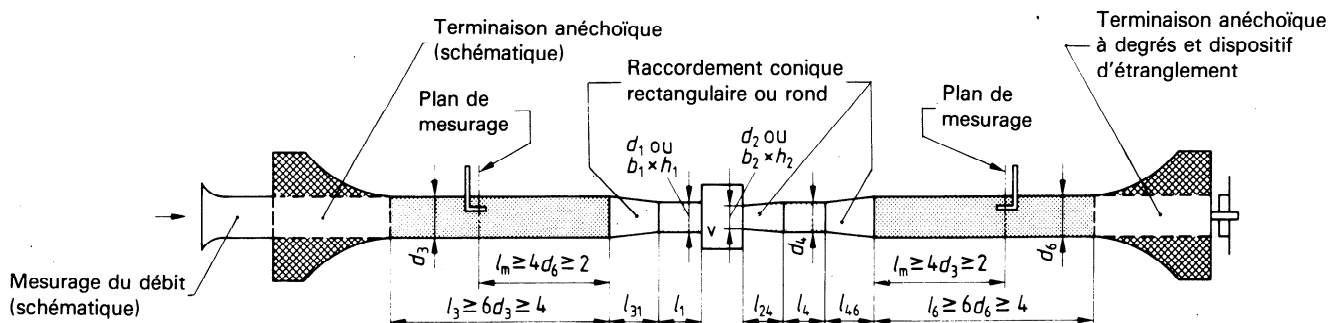 Terminaison anéchoïque
(schématique)
Plan de
mesurage
Raccordement conique
rectangulaire ou rond
Plan de
mesurage
Terminaison anéchoïque
à degrés et dispositif
d'étranglement
d₁ ou
b₁ × h₁
d₂ ou
b₂ × h₂
V
d₃
d₄
d₆
Mesurage du débit
(schématique)
lₘ ≥ 4d₆ ≥ 2
lₘ ≥ 4d₃ ≥ 2
l₃ ≥ 6d₃ ≥ 4
l₃₁
l₁
l₂₄
l₄
l₄₆
l₆ ≥ 6d₆ ≥ 4